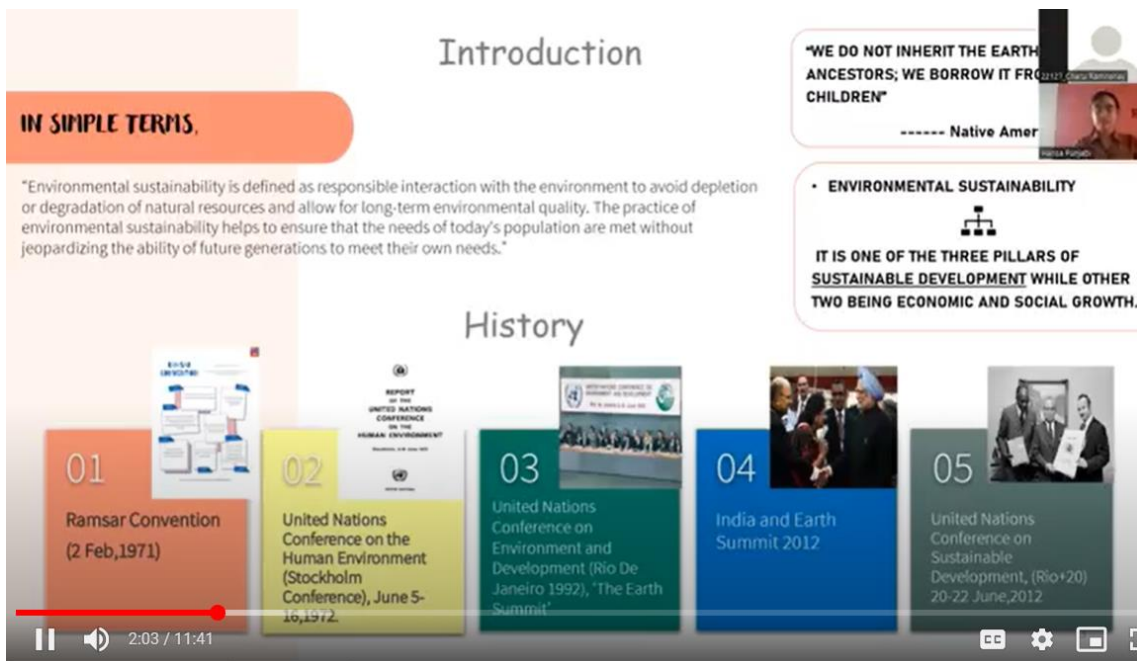 Introduction
IN SIMPLE TERMS,
"Environmental sustainability is defined as responsible interaction with the environment to avoid depletion
or degradation of natural resources and allow for long-term environmental quality. The practice of
environmental sustainability helps to ensure that the needs of today's population are met without
jeopardizing the ability of future generations to meet their own needs."
"WE DO NOT INHERIT THE EARTH
ANCESTORS; WE BORROW IT FRO
CHILDREN"
------ Native Amer
• ENVIRONMENTAL SUSTAINABILITY
IT IS ONE OF THE THREE PILLARS OF
SUSTAINABLE DEVELOPMENT WHILE OTHER
TWO BEING ECONOMIC AND SOCIAL GROWTH.
History
01
Ramsar Convention
(2 Feb,1971)
REPORT
OF THE
UNITED NATIONS
CONFERENCE
ON THE
HUMAN ENVIRONMENT
02
United Nations
Conference on the
Human Environment
(Stockholm
Conference), June 5-
16,1972.
03
United Nations
Conference on
Environment and
Development (Rio De
Janeiro 1992), 'The Earth
Summit'
04
India and Earth
Summit 2012
05
United Nations
Conference on
Sustainable
Development, (Rio+20)
20-22 June,2012
2:03 / 11:41
CC